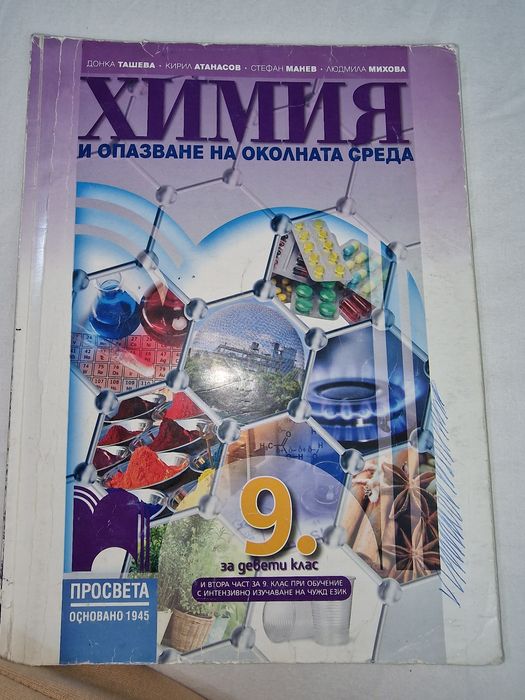 ДОНКА ТАШЕВА · КИРИЛ АТАНАСОВ · СТЕФАН МАНЕВ · ЛЮДМИЛА МИХОВА
ХИМИЯ
И ОПАЗВАНЕ НА ОКОЛНАТА СРЕДА
9.
за девети клас
И ВТОРА ЧАСТ ЗА 9. КЛАС ПРИ ОБУЧЕНИЕ
С ИНТЕНЗИВНО ИЗУЧАВАНЕ НА ЧУЖД ЕЗИК
ПРОСВЕТА
ОСНОВАНО 1945